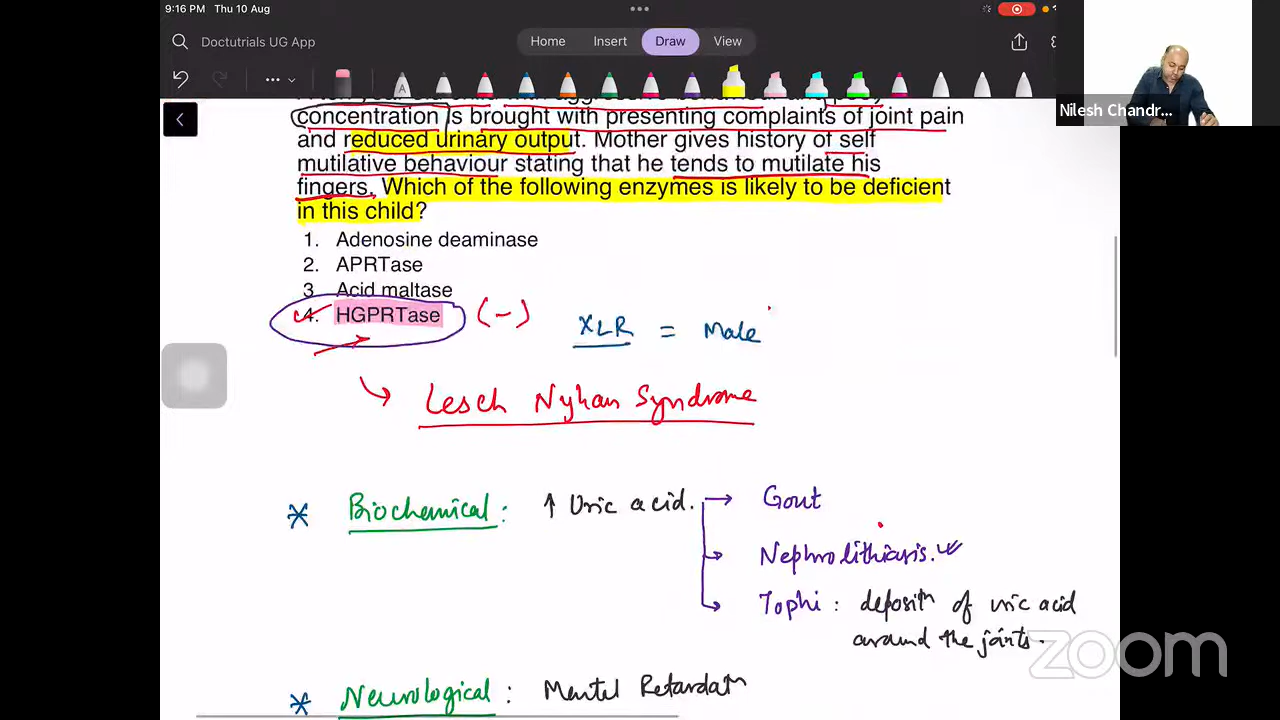 9:16 PM Thu 10 Aug
Doctutrials UG App
Home Insert Draw View
Nilesh Chandr...
concentration is brought with presenting complaints of joint pain
and reduced urinary output. Mother gives history of self
mutilative behaviour stating that he tends to mutilate his
fingers. Which of the following enzymes is likely to be deficient
in this child?
1. Adenosine deaminase
2. APRTase
3 Acid maltase
4. HGPRTase (-)
XLR = Male
Lesch Nyhan Syndrome
* Biochemical : ↑ Uric acid. → Gout
→ Nephrolithiasis.
→ Tophi : deposit of uric acid
around the joints.
zoom
* Neurological : Mental Retardatn